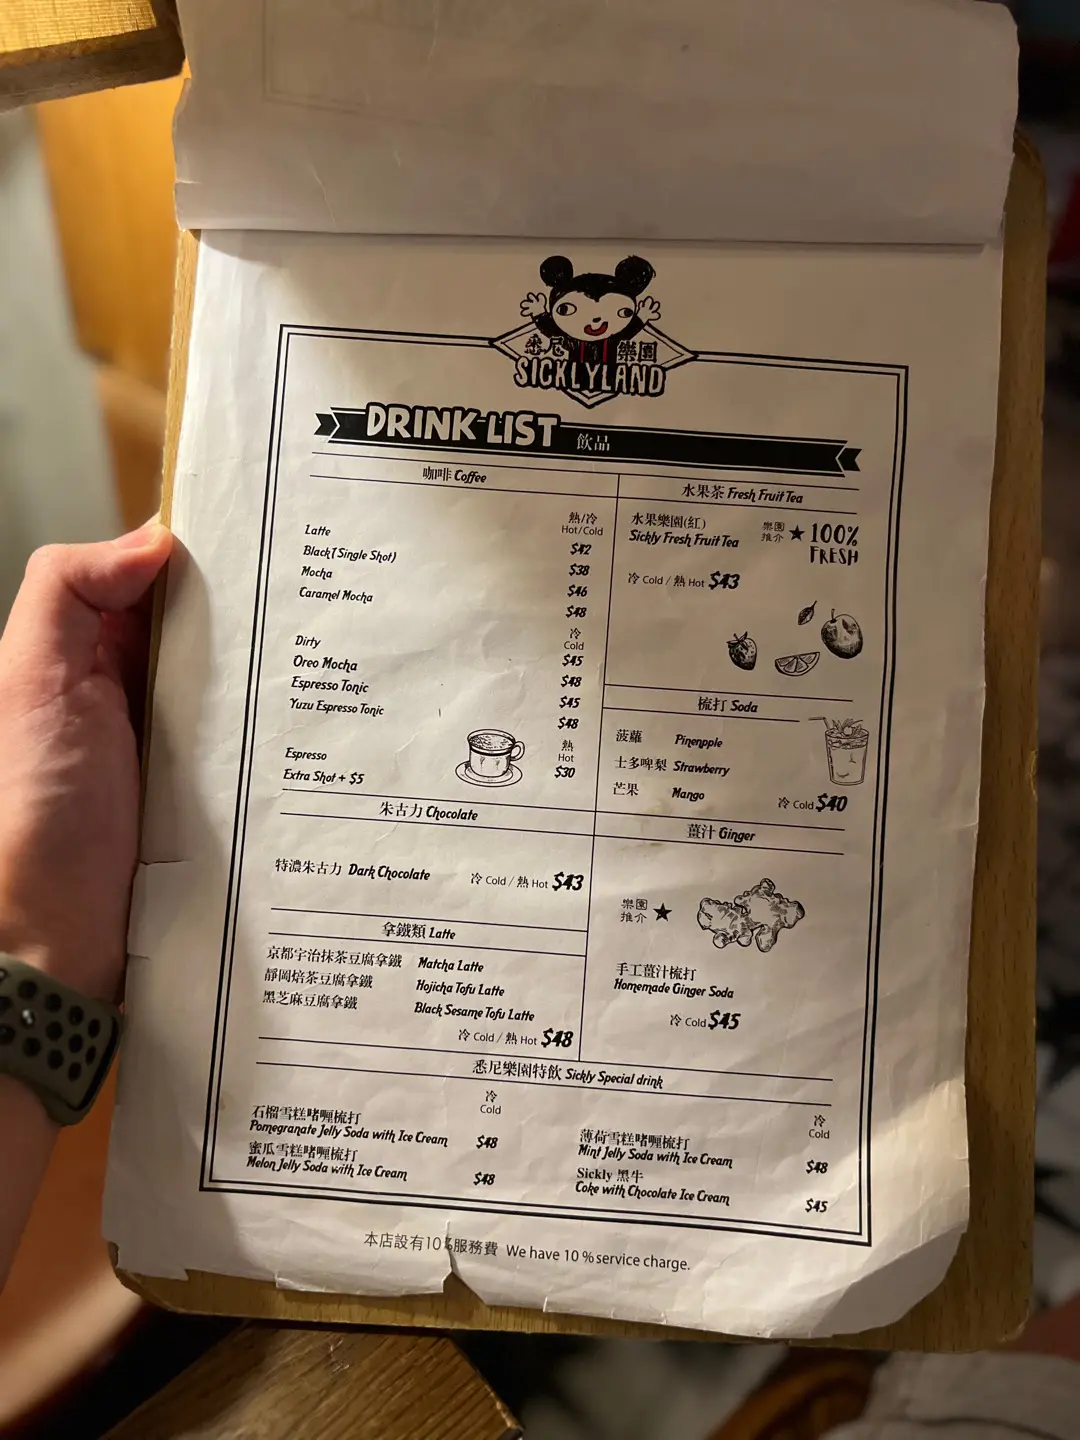 悉尼 樂園
SICKLYLAND
DRINK LIST 飲品
咖啡 Coffee
熱/冷
Hot/Cold
Latte $42
Black (Single Shot) $38
Mocha $46
Caramel Mocha $48
冷
Cold
Dirty $45
Oreo Mocha $48
Espresso Tonic $45
Yuzu Espresso Tonic $48
熱
Hot
Espresso $30
Extra Shot + $5
朱古力 Chocolate
特濃朱古力 Dark Chocolate 冷 Cold / 熱 Hot $43
拿鐵類 Latte
京都宇治抹茶豆腐拿鐵 Matcha Latte
靜岡焙茶豆腐拿鐵 Hojicha Tofu Latte
黑芝麻豆腐拿鐵 Black Sesame Tofu Latte
冷 Cold / 熱 Hot $48
水果茶 Fresh Fruit Tea
水果樂園(紅)
Sickly Fresh Fruit Tea
樂園
推介 ★ 100%
FRESH
冷 Cold / 熱 Hot $43
梳打 Soda
菠蘿 Pinenpple
士多啤梨 Strawberry
芒果 Mango 冷 Cold $40
薑汁 Ginger
樂園
推介 ★
手工薑汁梳打
Homemade Ginger Soda
冷 Cold $45
悉尼樂園特飲 Sickly Special drink
冷
Cold
石榴雪糕啫喱梳打
Pomegranate Jelly Soda with Ice Cream $48
蜜瓜雪糕啫喱梳打
Melon Jelly Soda with Ice Cream $48
冷
Cold
薄荷雪糕啫喱梳打
Mint Jelly Soda with Ice Cream $48
Sickly 黑牛
Coke with Chocolate Ice Cream $45
本店設有10%服務費 We have 10 % service charge.